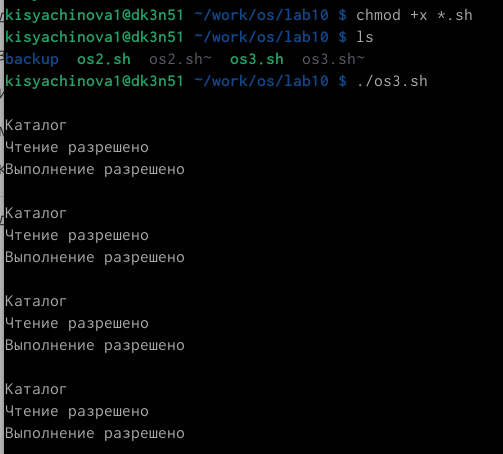 kisyachinova1@dk3n51 ~/work/os/lab10 $ chmod +x *.sh
kisyachinova1@dk3n51 ~/work/os/lab10 $ ls
backup os2.sh os2.sh~ os3.sh os3.sh~
kisyachinova1@dk3n51 ~/work/os/lab10 $ ./os3.sh
Каталог
Чтение разрешено
Выполнение разрешено
Каталог
Чтение разрешено
Выполнение разрешено
Каталог
Чтение разрешено
Выполнение разрешено
Каталог
Чтение разрешено
Выполнение разрешено